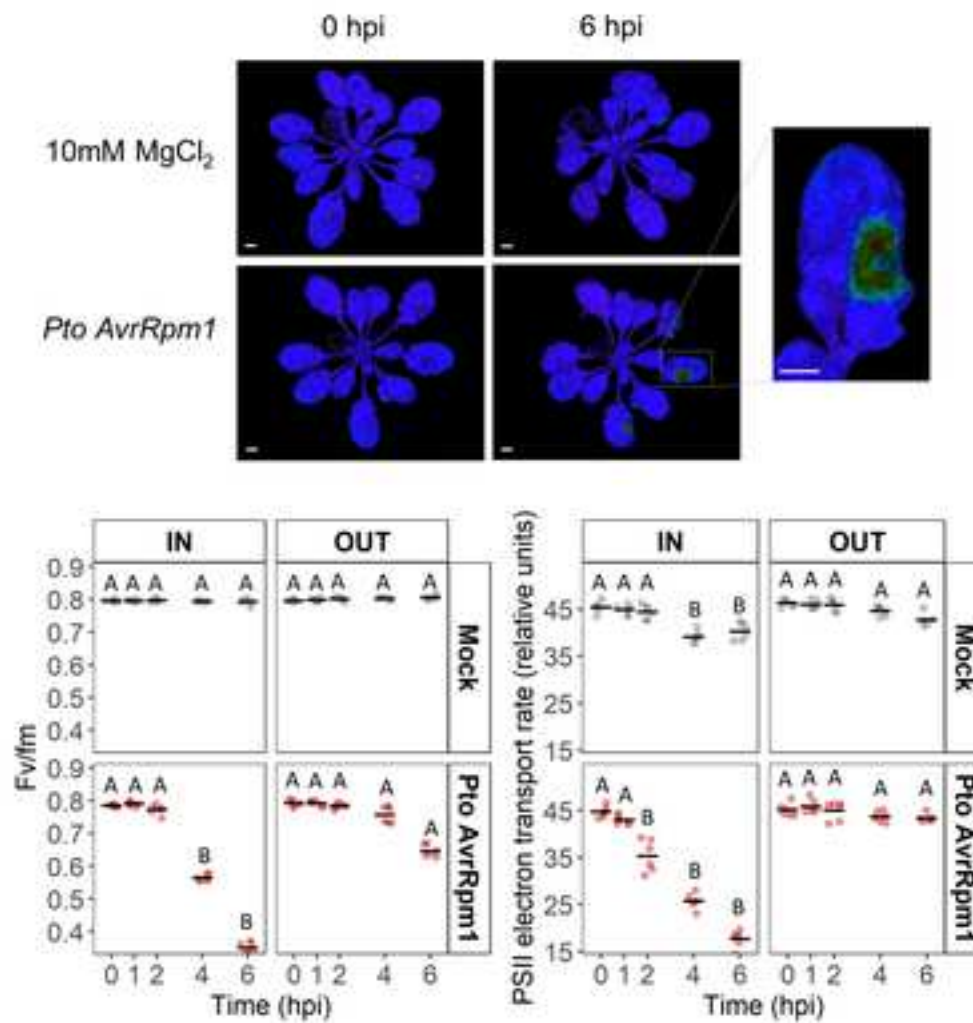 0 hpi 6 hpi
10mM MgCl₂
Pto AvrRpm1
IN OUT
Fv/fm
0.9
0.8
0.7
0.6
0.5
0.4
A A A A A
A A A A A
Mock
0.9
0.8
0.7
0.6
0.5
0.4
A A A B B
A A A A A
Pto AvrRpm1
0 1 2 4 6
0 1 2 4 6
Time (hpi)
IN OUT
PSII electron transport rate (relative units)
45
35
25
15
A A A B B
A A A A A
Mock
45
35
25
15
A A B B B
A A A A A
Pto AvrRpm1
0 1 2 4 6
0 1 2 4 6
Time (hpi)